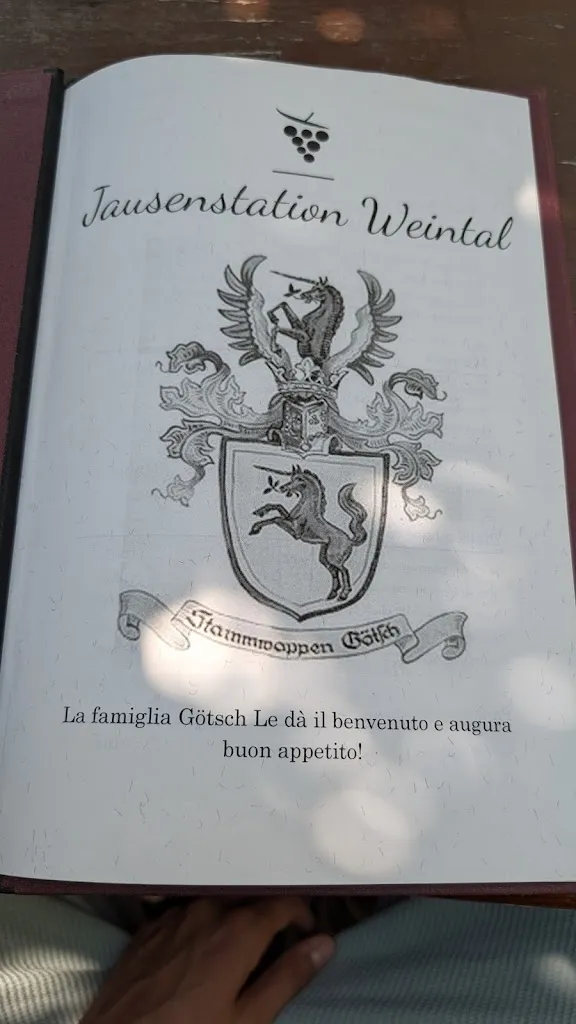 Jausenstation Weintal
Stammwappen Götsch
La famiglia Götsch Le dà il benvenuto e augura
buon appetito!